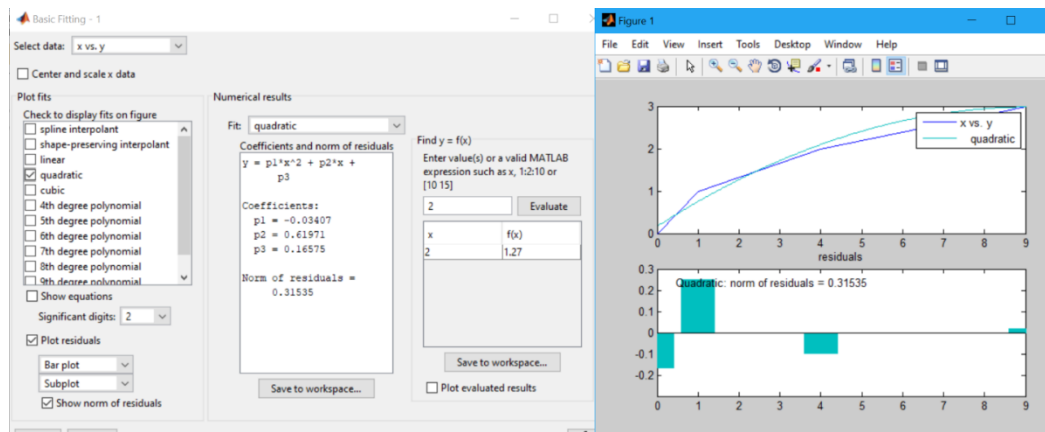 Basic Fitting - 1
Select data: x vs. y
Center and scale x data
Plot fits
Check to display fits on figure
spline interpolant
shape-preserving interpolant
linear
quadratic
cubic
4th degree polynomial
5th degree polynomial
6th degree polynomial
7th degree polynomial
8th degree polynomial
9th degree polynomial
Show equations
Significant digits: 2
Plot residuals
Bar plot
Subplot
Show norm of residuals
Numerical results
Fit: quadratic
Coefficients and norm of residuals
y = p1*x^2 + p2*x +
p3
Coefficients:
p1 = -0.03407
p2 = 0.61971
p3 = 0.16575
Norm of residuals =
0.31535
Save to workspace...
Find y = f(x)
Enter value(s) or a valid MATLAB
expression such as x, 1:2:10 or
[10 15]
2 Evaluate
x f(x)
2 1.27
Save to workspace...
Plot evaluated results
Figure 1
File Edit View Insert Tools Desktop Window Help
3
2
1
0
x vs. y
quadratic
0 1 2 3 4 5 6 7 8 9
residuals
0.3
0.2
0.1
0
-0.1
-0.2
Quadratic: norm of residuals = 0.31535
0 1 2 3 4 5 6 7 8 9